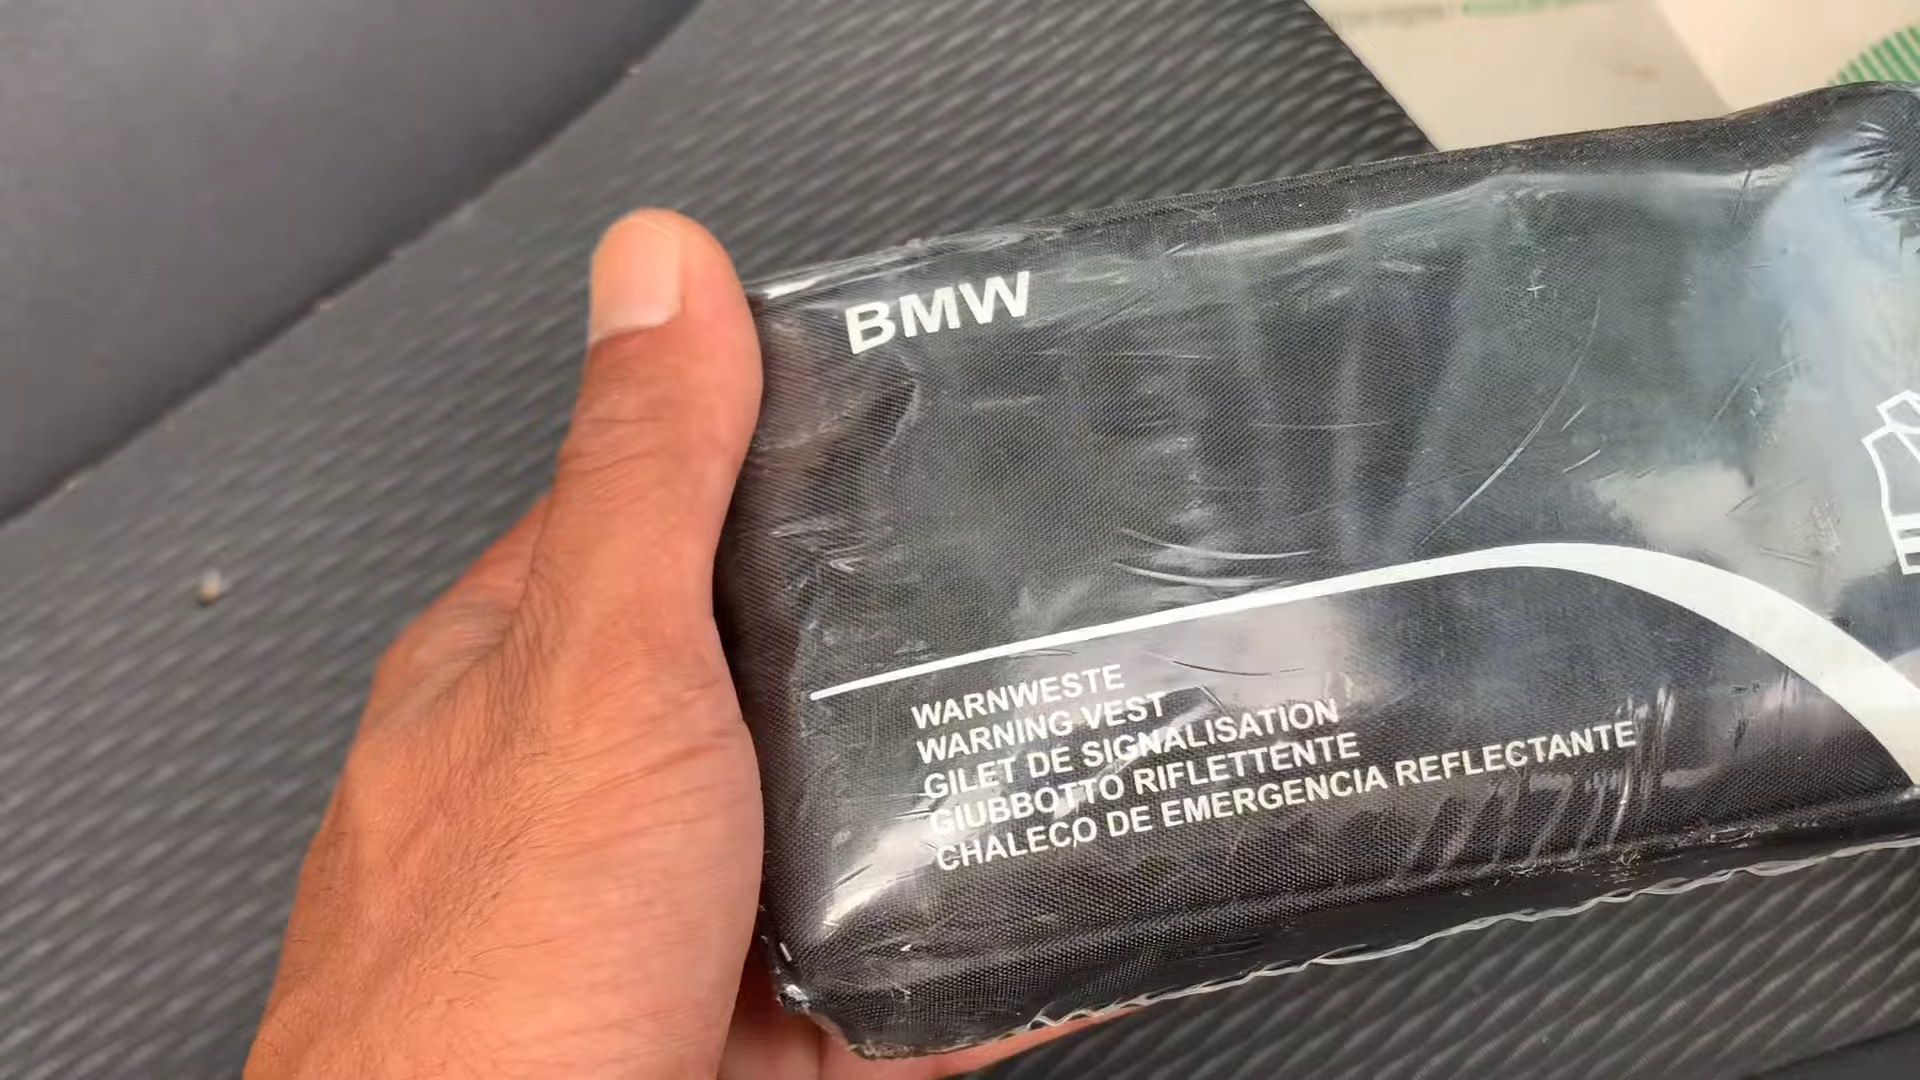 BMW
WARNWESTE
WARNING VEST
GILET DE SIGNALISATION
GIUBBOTTO RIFLETTENTE
CHALECO DE EMERGENCIA REFLECTANTE